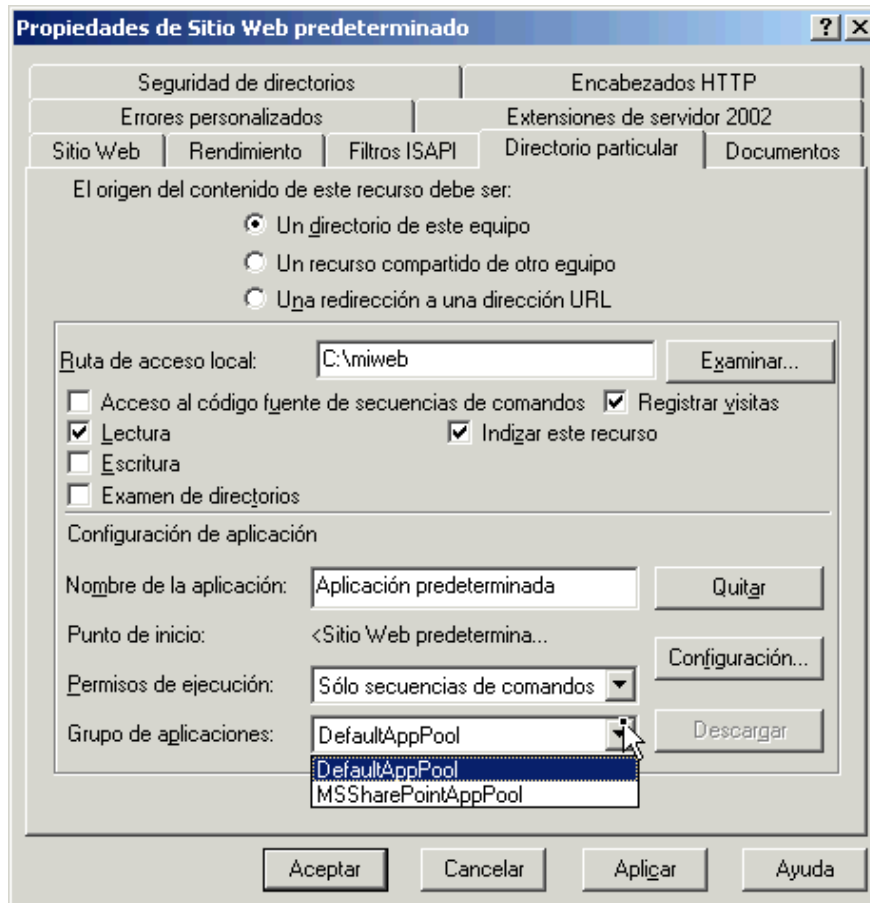 Propiedades de Sitio Web predeterminado
Seguridad de directorios Encabezados HTTP
Errores personalizados Extensiones de servidor 2002
Sitio Web Rendimiento Filtros ISAPI Directorio particular Documentos
El origen del contenido de este recurso debe ser:
Un directorio de este equipo
Un recurso compartido de otro equipo
Una redirección a una dirección URL
Ruta de acceso local: C:\miweb Examinar...
Acceso al código fuente de secuencias de comandos Registrar visitas
Lectura Indizar este recurso
Escritura
Examen de directorios
Configuración de aplicación
Nombre de la aplicación: Aplicación predeterminada Quitar
Punto de inicio: <Sitio Web predetermina...
Configuración...
Permisos de ejecución: Sólo secuencias de comandos
Grupo de aplicaciones: DefaultAppPool Descargar
DefaultAppPool
MSSharePointAppPool
Aceptar Cancelar Aplicar Ayuda